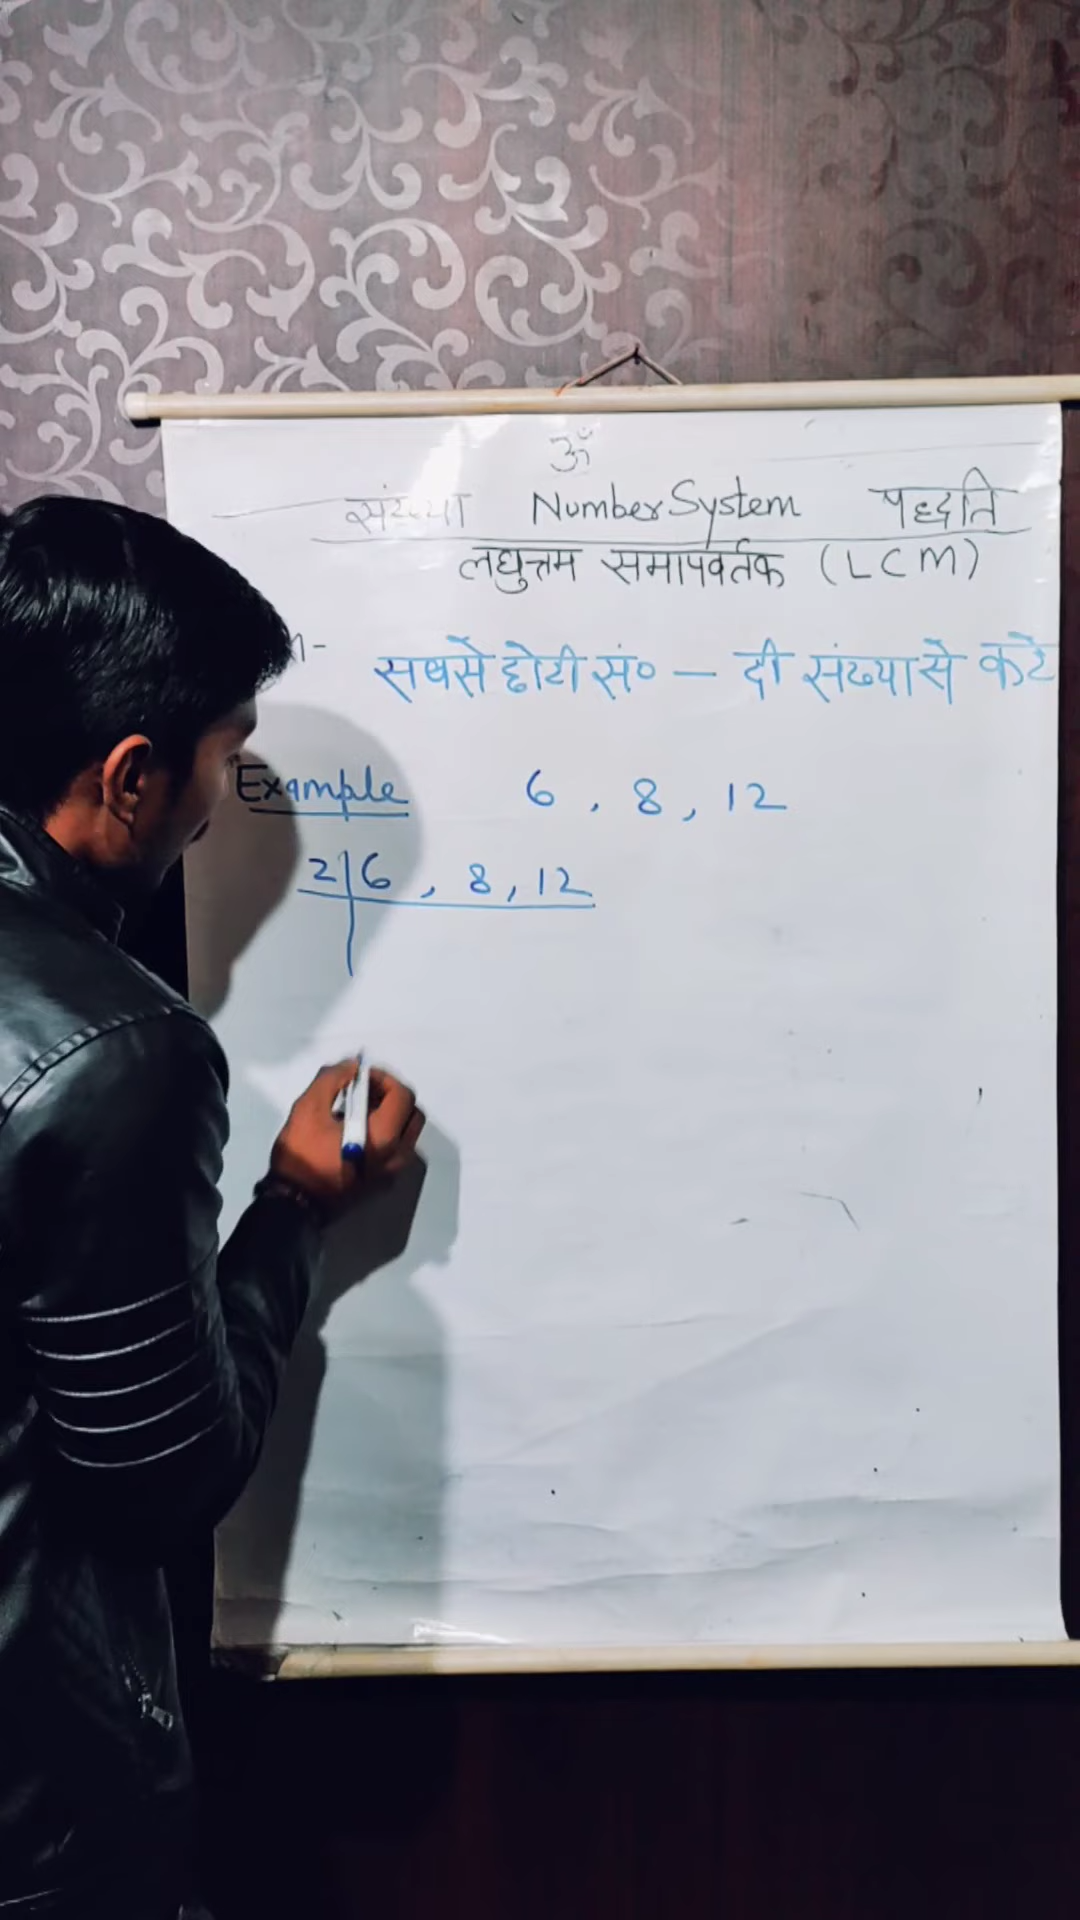 ॐ
संख्या Number System पद्धति
लघुत्तम समापवर्तक (LCM)
सबसे छोटी सं० — दी संख्या से कटे
Example 6, 8, 12
2 | 6, 8, 12